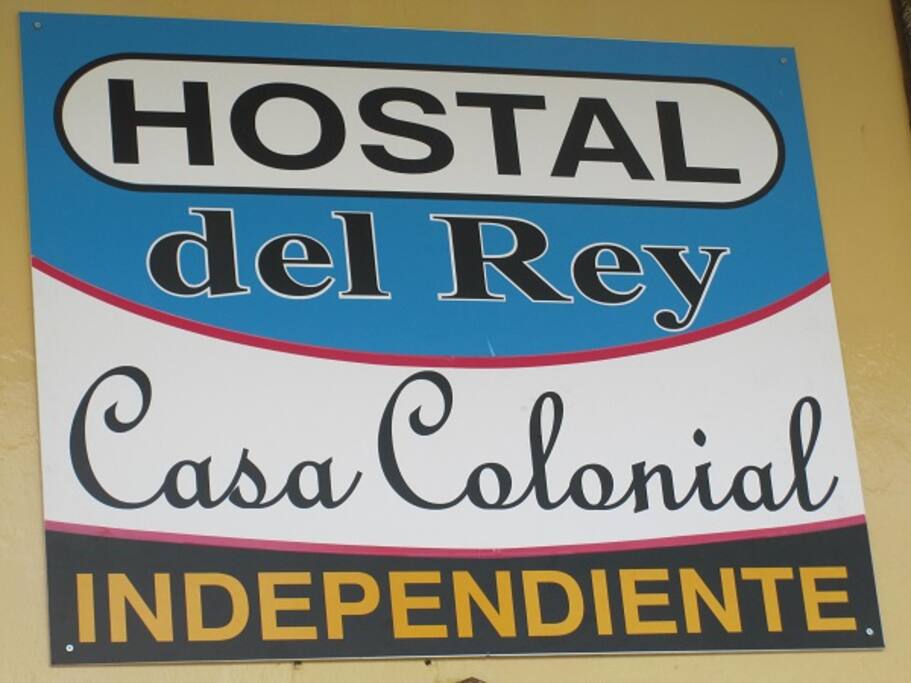 HOSTAL
del Rey
Casa Colonial
INDEPENDIENTE